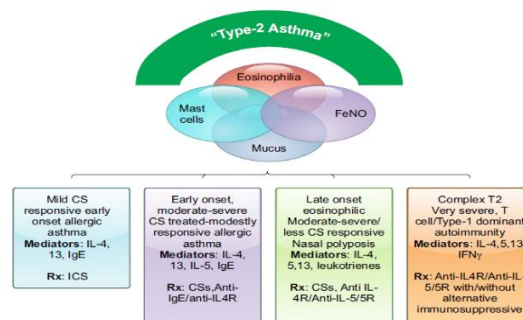 "Type-2 Asthma"
Eosinophilia
Mast
cells
FeNO
Mucus
Mild CS
responsive early
onset allergic
asthma
Mediators: IL-4,
13, IgE
Rx: ICS
Early onset,
moderate-severe
CS treated-modestly
responsive allergic
asthma
Mediators: IL-4,
13, IL-5, IgE
Rx: CSs,Anti-
IgE/anti-IL4R
Late onset
eosinophilic
Moderate-severe/
less CS responsive
Nasal polyposis
Mediators: IL-4,
5,13, leukotrienes
Rx: CSs, Anti IL-
4R/Anti-IL-5/5R
Complex T2
Very severe, T
cell/Type-1 dominant
autoimmunity
Mediators: IL-4,5,13,
IFNγ
Rx: Anti-IL4R/Anti-IL-
5/5R with/without
alternative
immunosuppressive